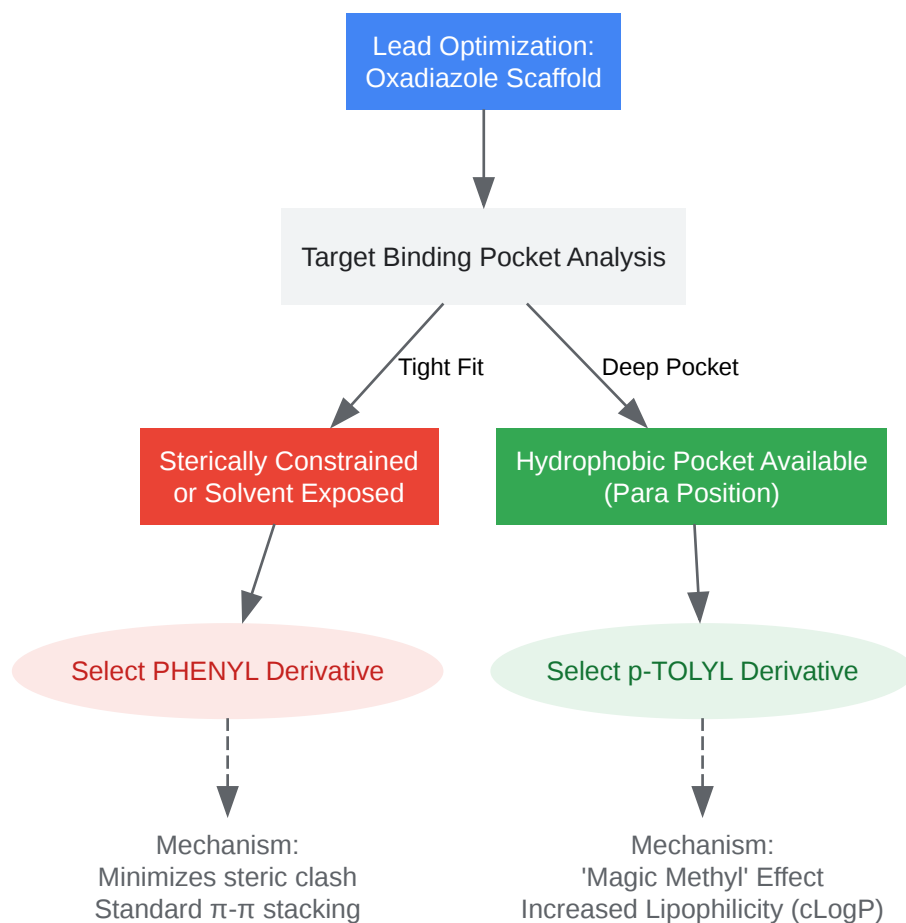 Lead Optimization:
Oxadiazole Scaffold
Target Binding Pocket Analysis
Tight Fit
Deep Pocket
Sterically Constrained
or Solvent Exposed
Hydrophobic Pocket Available
(Para Position)
Select PHENYL Derivative
Select p-TOLYL Derivative
Mechanism:
Minimizes steric clash
Standard π-π stacking
Mechanism:
'Magic Methyl' Effect
Increased Lipophilicity (cLogP)